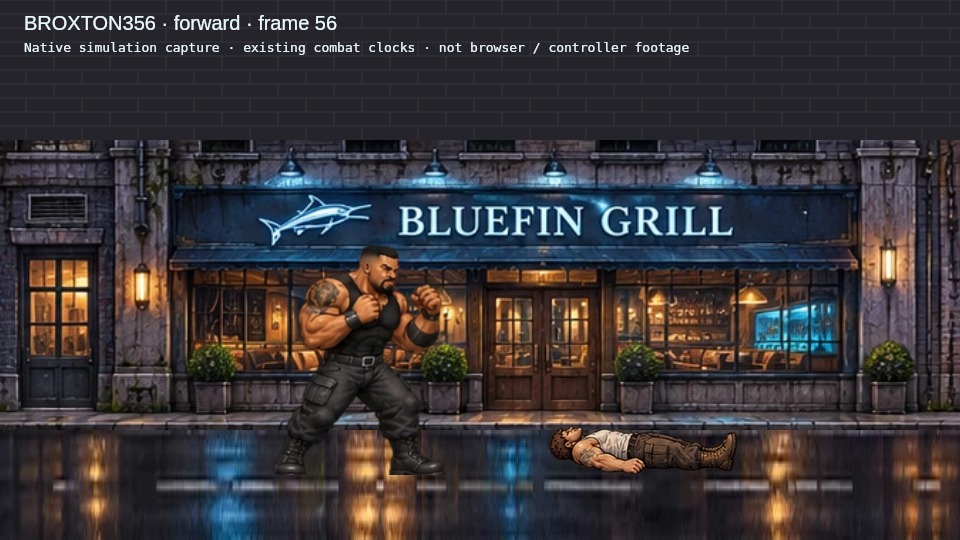 BROXTON356 · forward · frame 56
Native simulation capture · existing combat clocks · not browser / controller footage
BLUEFIN GRILL